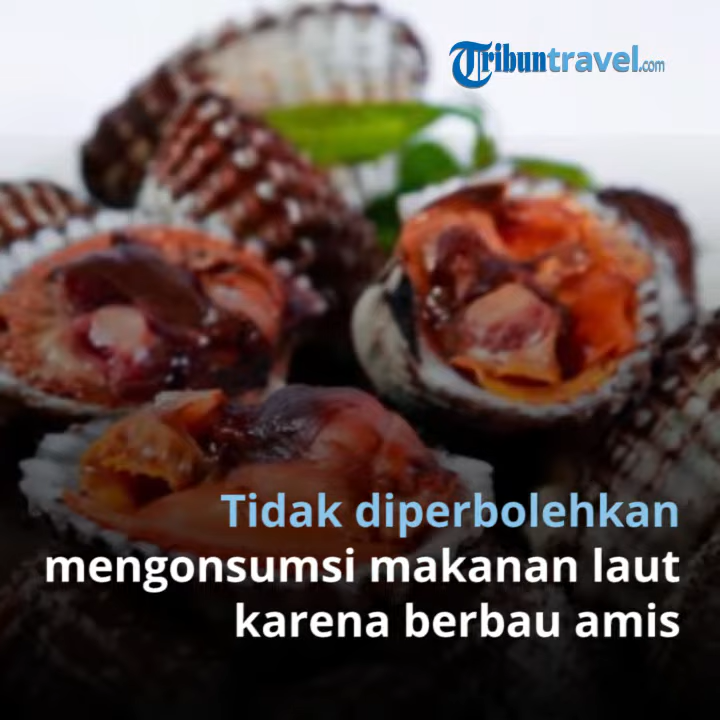 Tribuntravel.com
Tidak diperbolehkan
mengonsumsi makanan laut
karena berbau amis